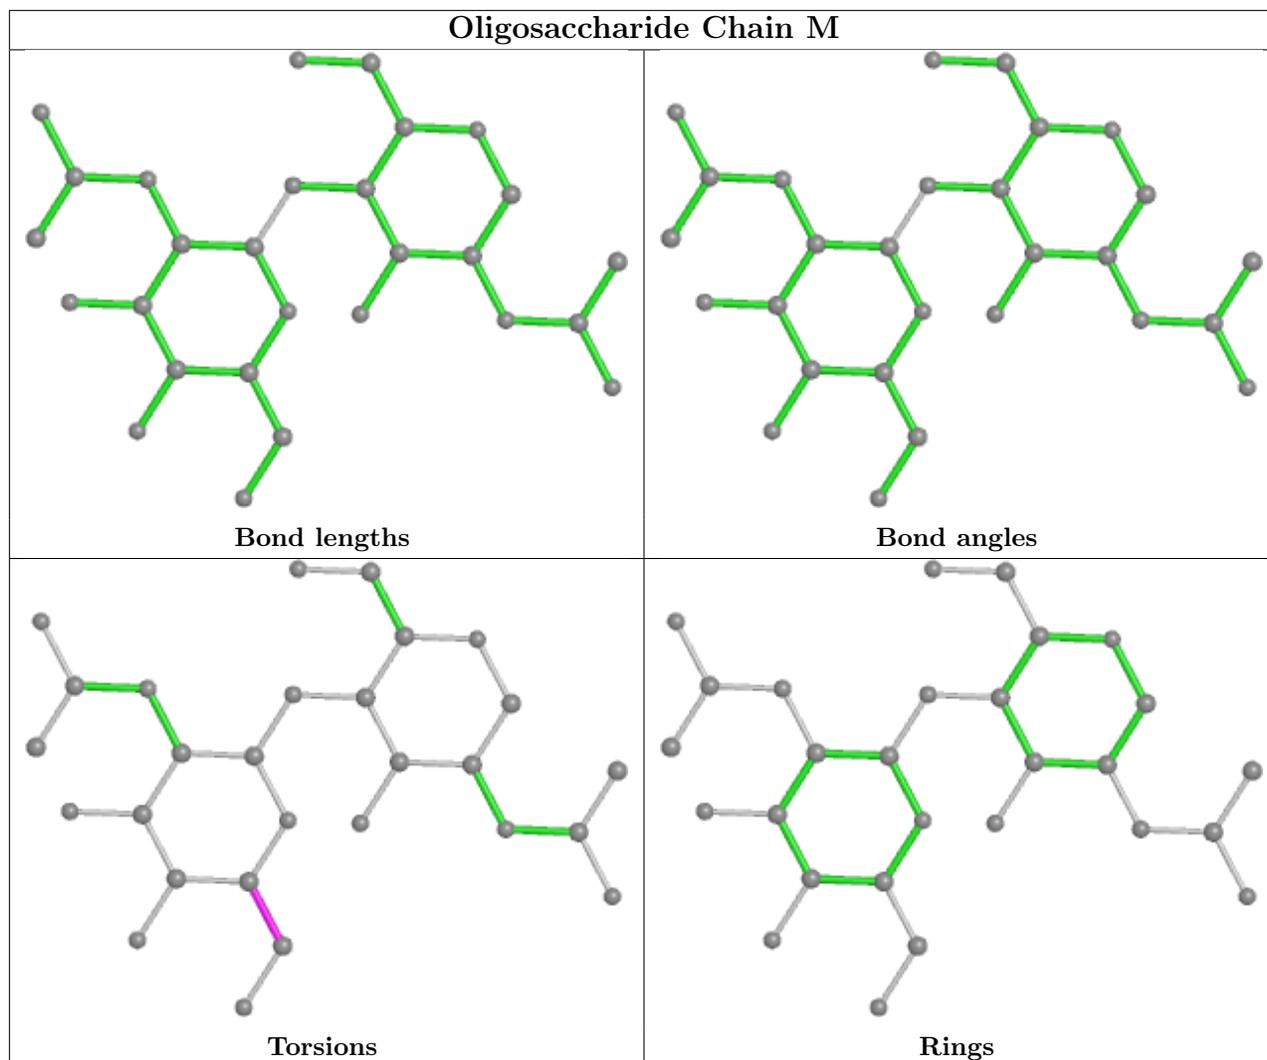 Oligosaccharide Chain M
Bond lengths
Bond angles
Torsions
Rings